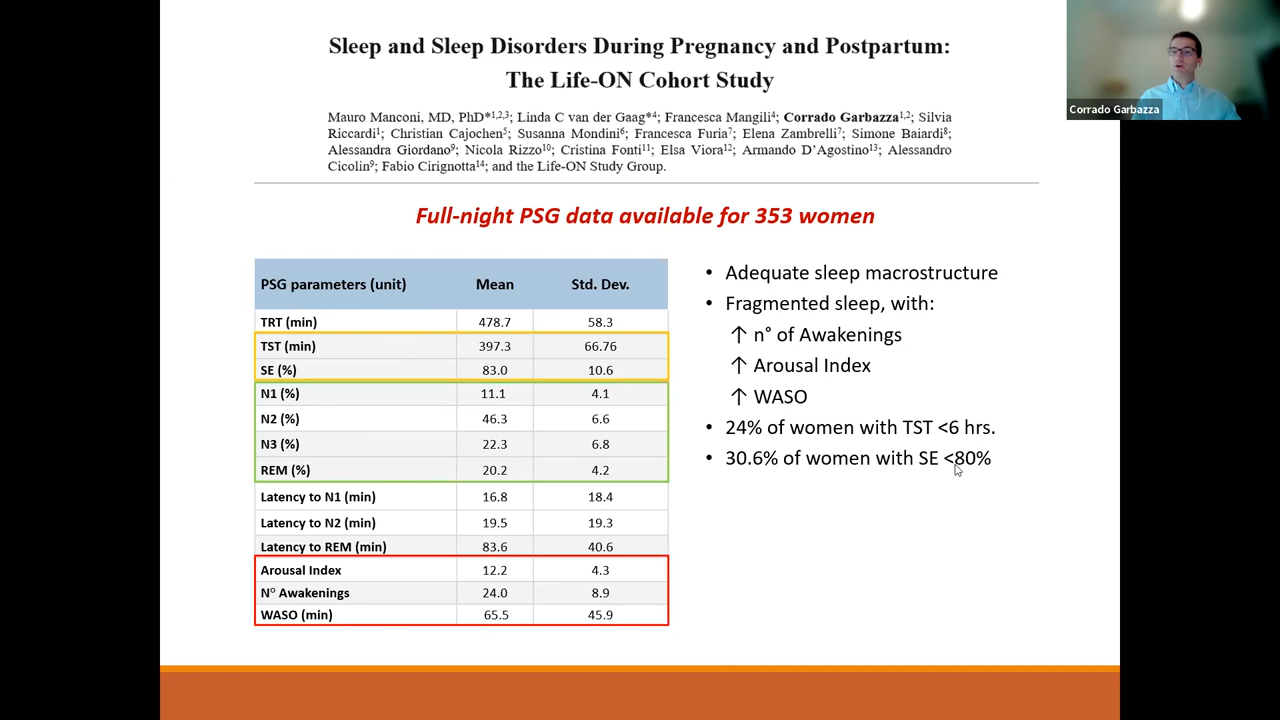 Sleep and Sleep Disorders During Pregnancy and Postpartum:
The Life-ON Cohort Study
Corrado Garbazza
Mauro Manconi, MD, PhD*1,2,3; Linda C van der Gaag*4; Francesca Mangili4; Corrado Garbazza1,2; Silvia
Riccardi1; Christian Cajochen5; Susanna Mondini6; Francesca Furia7; Elena Zambrelli7; Simone Baiardi8;
Alessandra Giordano9; Nicola Rizzo10; Cristina Fonti11; Elsa Viora12; Armando D'Agostino13; Alessandro
Cicolin9; Fabio Cirignotta14; and the Life-ON Study Group.
Full-night PSG data available for 353 women
PSG parameters (unit) Mean Std. Dev.
TRT (min) 478.7 58.3
TST (min) 397.3 66.76
SE (%) 83.0 10.6
N1 (%) 11.1 4.1
N2 (%) 46.3 6.6
N3 (%) 22.3 6.8
REM (%) 20.2 4.2
Latency to N1 (min) 16.8 18.4
Latency to N2 (min) 19.5 19.3
Latency to REM (min) 83.6 40.6
Arousal Index 12.2 4.3
N° Awakenings 24.0 8.9
WASO (min) 65.5 45.9
• Adequate sleep macrostructure
• Fragmented sleep, with:
↑ n° of Awakenings
↑ Arousal Index
↑ WASO
• 24% of women with TST <6 hrs.
• 30.6% of women with SE <80%